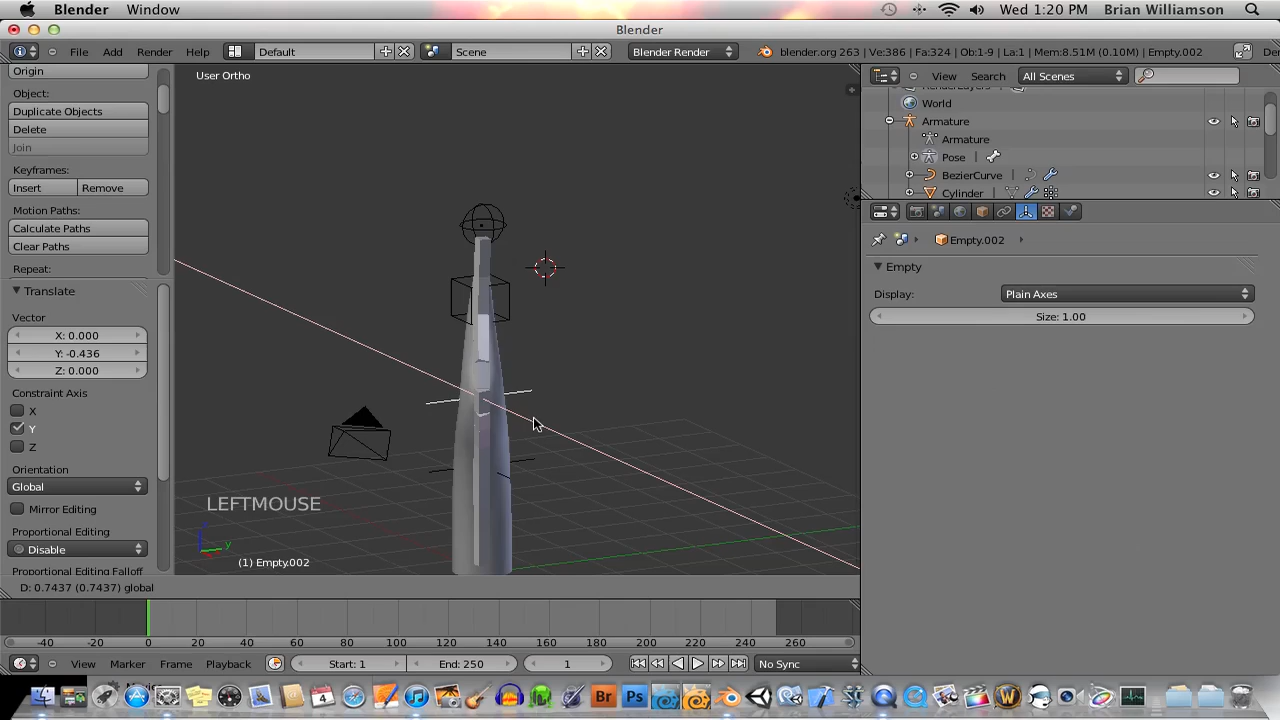 Blender Window Wed 1:20 PM Brian Williamson
Blender
File Add Render Help Default Scene Blender Render blender.org 263 | Ve:386 | Fa:324 | Ob:1-9 | La:1 | Mem:8.51M (0.10M) | Empty.002
Origin
Object:
Duplicate Objects
Delete
Join
Keyframes:
Insert Remove
Motion Paths:
Calculate Paths
Clear Paths
Repeat:
Translate
Vector
X: 0.000
Y: -0.436
Z: 0.000
Constraint Axis
X
Y
Z
Orientation
Global
Mirror Editing
Proportional Editing
Disable
Proportional Editing Falloff
User Ortho
LEFTMOUSE
y
(1) Empty.002
D: 0.7437 (0.7437) global
View Search All Scenes
RenderLayers
World
Armature
Armature
Pose
BezierCurve
Cylinder
Empty.002
Empty
Display: Plain Axes
Size: 1.00
-40 -20 0 20 40 60 80 100 120 140 160 180 200 220 240 260
View Marker Frame Playback Start: 1 End: 250 1 No Sync
Br Ps